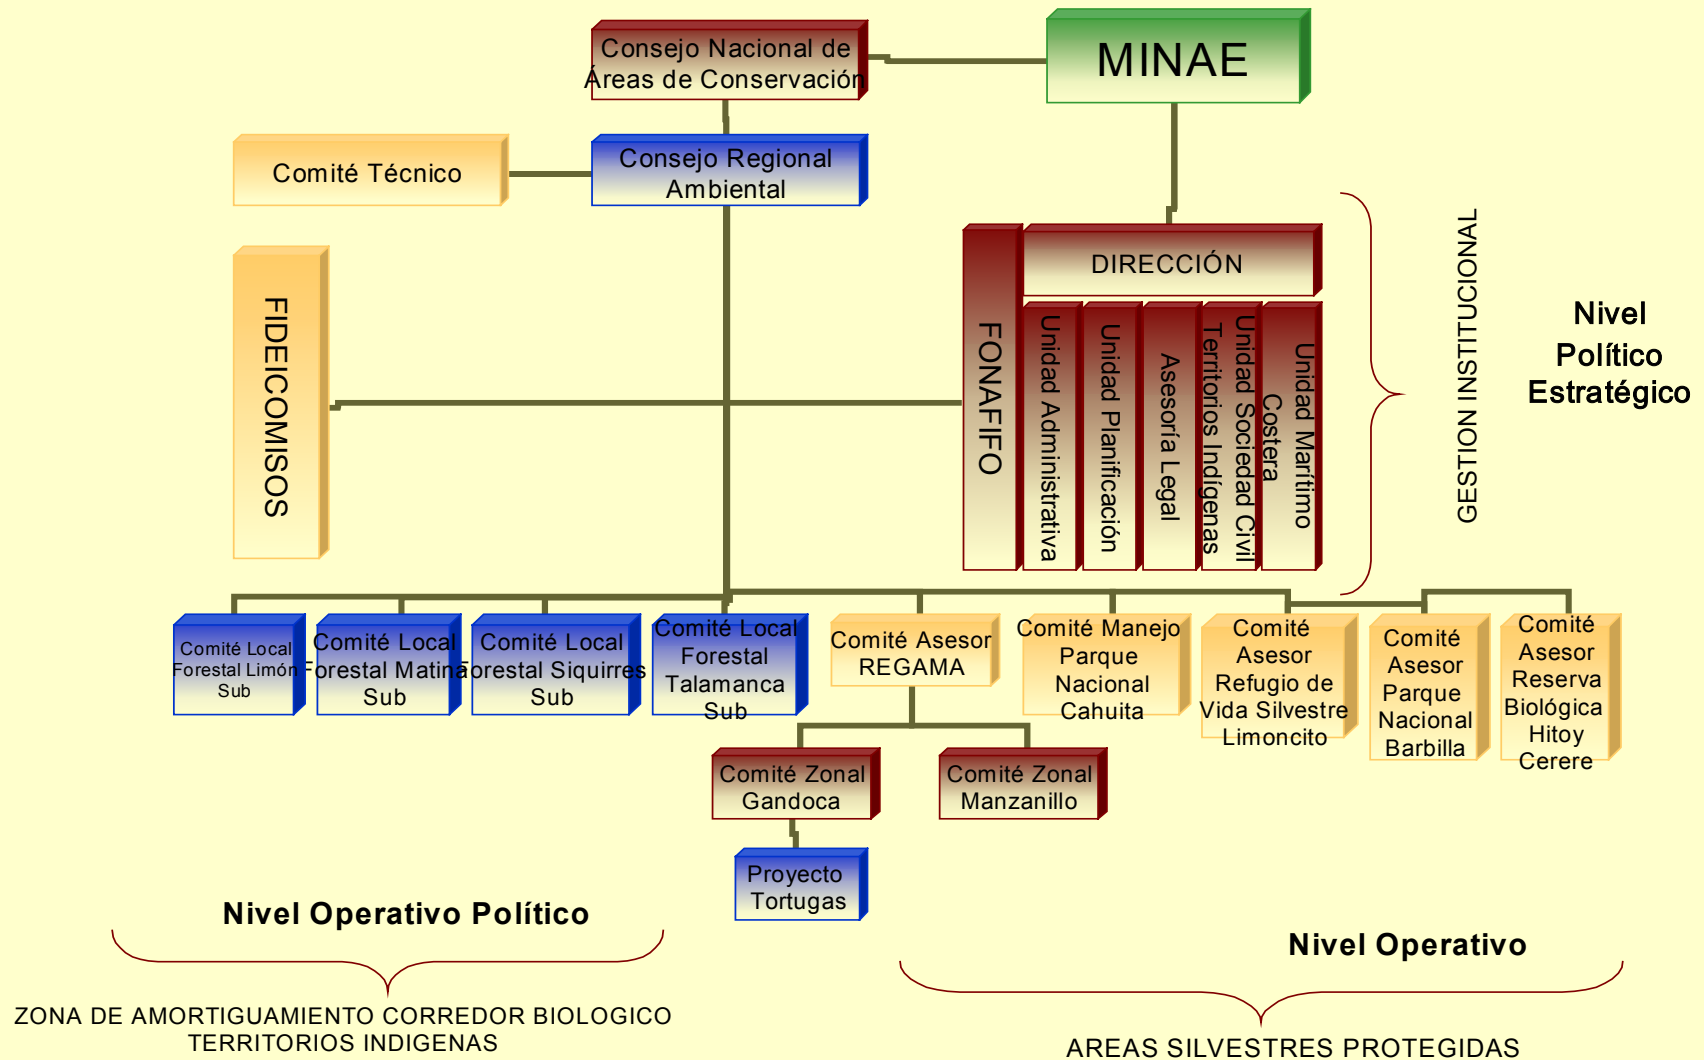 Consejo Nacional de
Áreas de Conservación
MINAE
Comité Técnico
Consejo Regional
Ambiental
FIDEICOMISOS
FONAFIFO
DIRECCIÓN
Unidad Administrativa
Unidad Planificación
Asesoría Legal
Unidad Sociedad Civil
Territorios Indígenas
Unidad Marítimo
Costera
GESTION INSTITUCIONAL
Nivel
Político
Estratégico
Comité Local
Forestal Limón
Sub
Comité Local
Forestal Matina
Sub
Comité Local
Forestal Siquirres
Sub
Comité Local
Forestal
Talamanca
Sub
Comité Asesor
REGAMA
Comité Manejo
Parque
Nacional
Cahuita
Comité
Asesor
Refugio de
Vida Silvestre
Limoncito
Comité
Asesor
Parque
Nacional
Barbilla
Comité
Asesor
Reserva
Biológica
Hitoy
Cerere
Comité Zonal
Gandoca
Comité Zonal
Manzanillo
Proyecto
Tortugas
Nivel Operativo Político
ZONA DE AMORTIGUAMIENTO CORREDOR BIOLOGICO
TERRITORIOS INDIGENAS
Nivel Operativo
AREAS SILVESTRES PROTEGIDAS